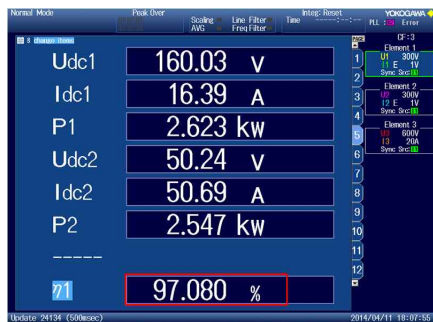 Normal Mode Peak Over Scaling Line Filter Integ: Reset YOKOGAWA
AVG Freq Filter Time -----:--:-- PLL : Error
8 change items PAGE CF:3
Udc1 160.03 V
Idc1 16.39 A
P1 2.623 kW
Udc2 50.24 V
Idc2 50.69 A
P2 2.547 kW
-----
η1 97.080 %
1
2
3
4
5
6
7
8
9
10
11
12
Element 1
U1 300V
I1 E 1V
Sync Src:I1
Element 2
U2 300V
I2 E 1V
Sync Src:I1
Element 3
U3 600V
I3 20A
Sync Src:I1
Update 24134 (500msec) 2014/04/11 18:07:55